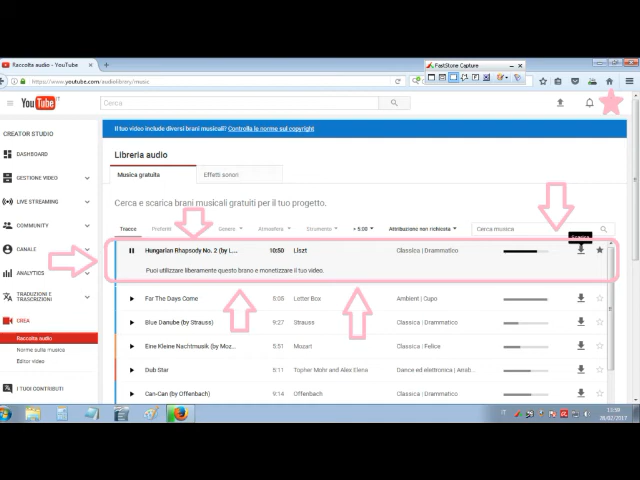 Raccolta audio - YouTube
FastStone Capture
https://www.youtube.com/audiolibrary/music
YouTube IT
Cerca
CREATOR STUDIO
Il tuo video include diversi brani musicali? Controlla le norme sul copyright
DASHBOARD
Libreria audio
GESTIONE VIDEO
Musica gratuita
Effetti sonori
LIVE STREAMING
Cerca e scarica brani musicali gratuiti per il tuo progetto.
COMMUNITY
Tracce
Preferiti
Genere
Atmosfera
Strumento
Attribuzione non richiesta
Cerca musica
CANALE
Hungarian Rhapsody No. 2 (by L...
10:50
Liszt
Classica | Drammatico
ANALYTICS
Puoi utilizzare liberamente questo brano e monetizzare il tuo video.
TRADUZIONI E TRASCRIZIONI
Far The Days Come
5:05
Letter Box
Ambient | Cupo
CREA
Blue Danube (by Strauss)
9:27
Strauss
Classica | Drammatico
Raccolta audio
Norme sulla musica
Eine Kleine Nachtmusik (by Moz...
5:51
Mozart
Classica | Felice
Editor video
Dub Star
5:16
Topher Mohr and Alex Elena
Dance ed elettronica | Arrab...
I TUOI CONTRIBUTI
Can-Can (by Offenbach)
9:14
Offenbach
Classica | Drammatico
IT
13:58
28/02/2017